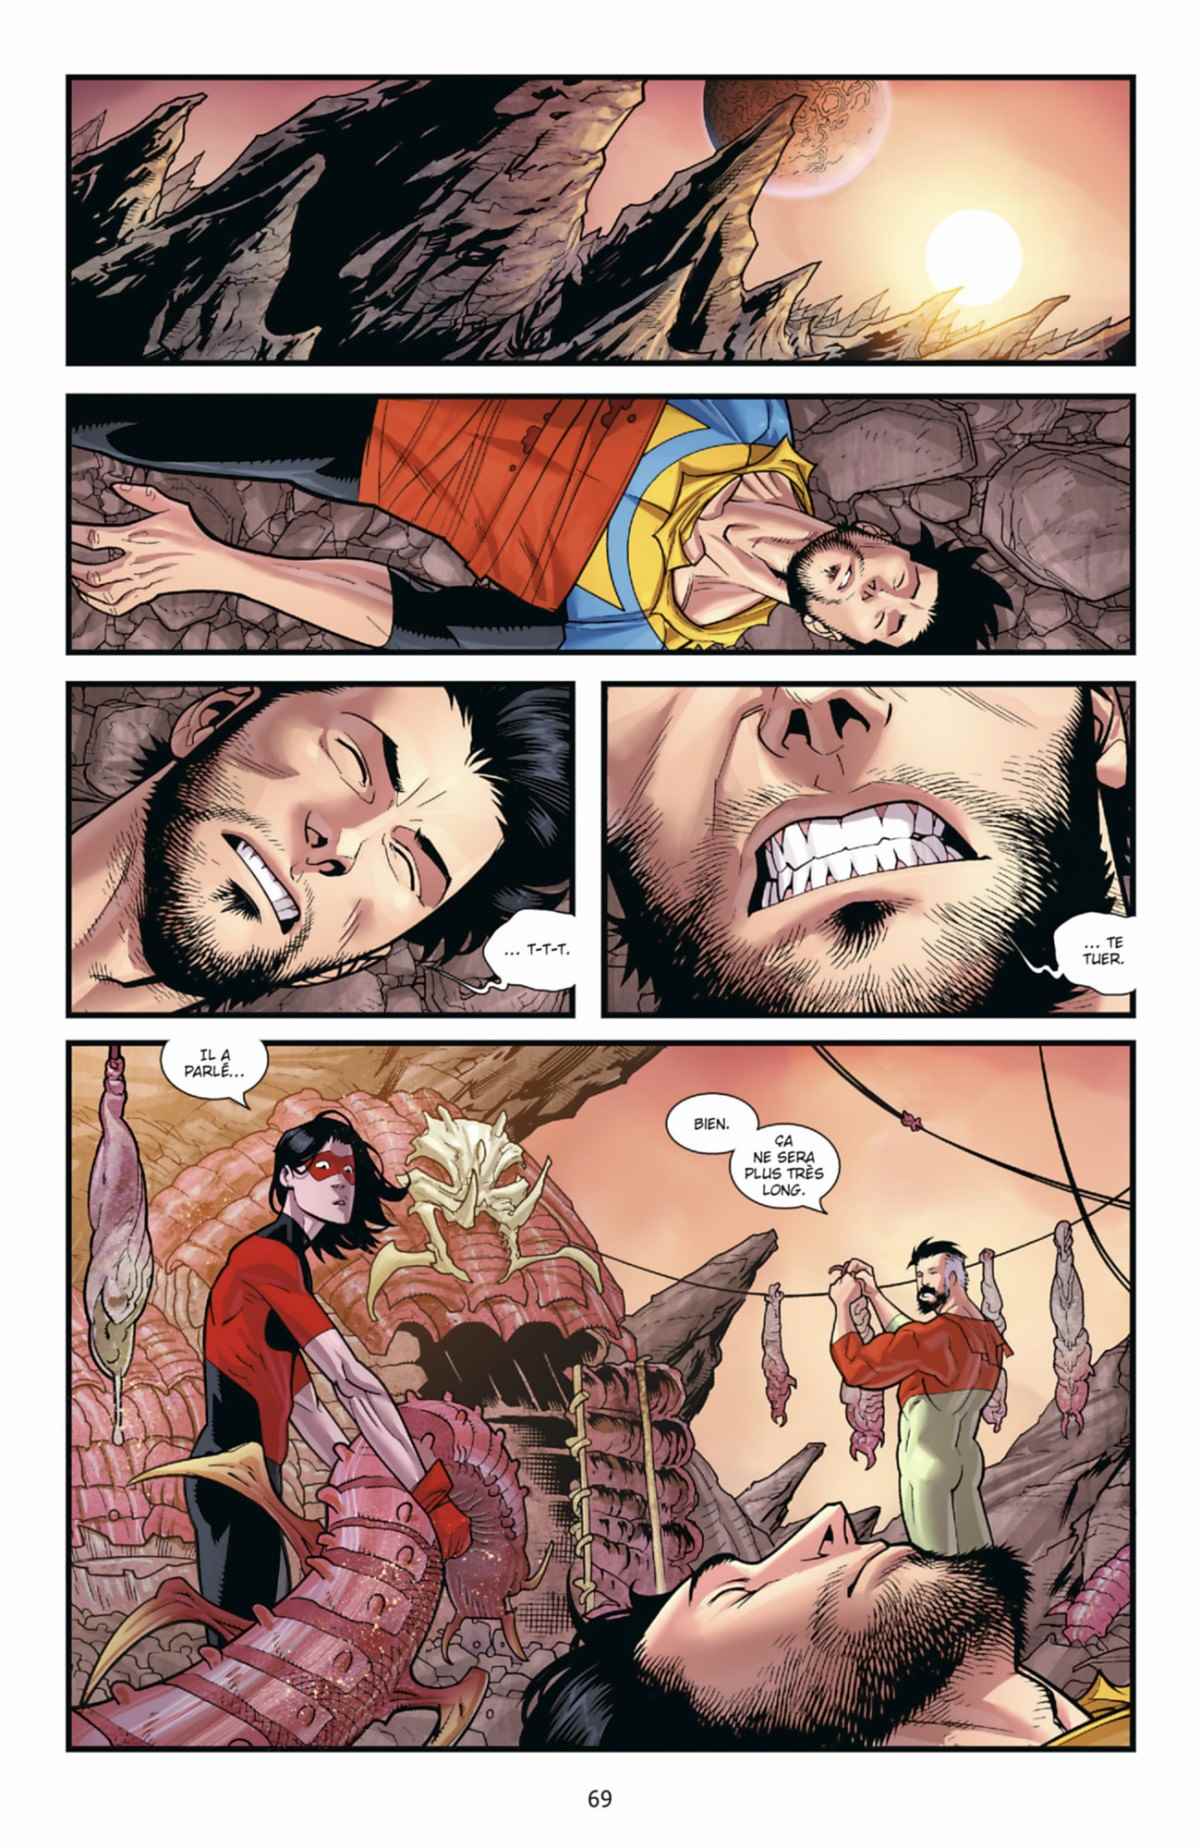 ... T-T-T.
... TE
TUER.
IL A
PARLÉ...
BIEN.
ÇA
NE SERA
PLUS TRÈS
LONG.
69